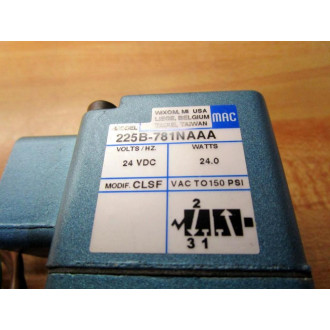 WIXOM, MI USA
LIEGE, BELGIUM
TAIWAN
MAC
MODEL
225B-781NAAA
VOLTS / HZ.
WATTS
24 VDC
24.0
MODIF. CLSF
VAC TO 150 PSI
2
3 1